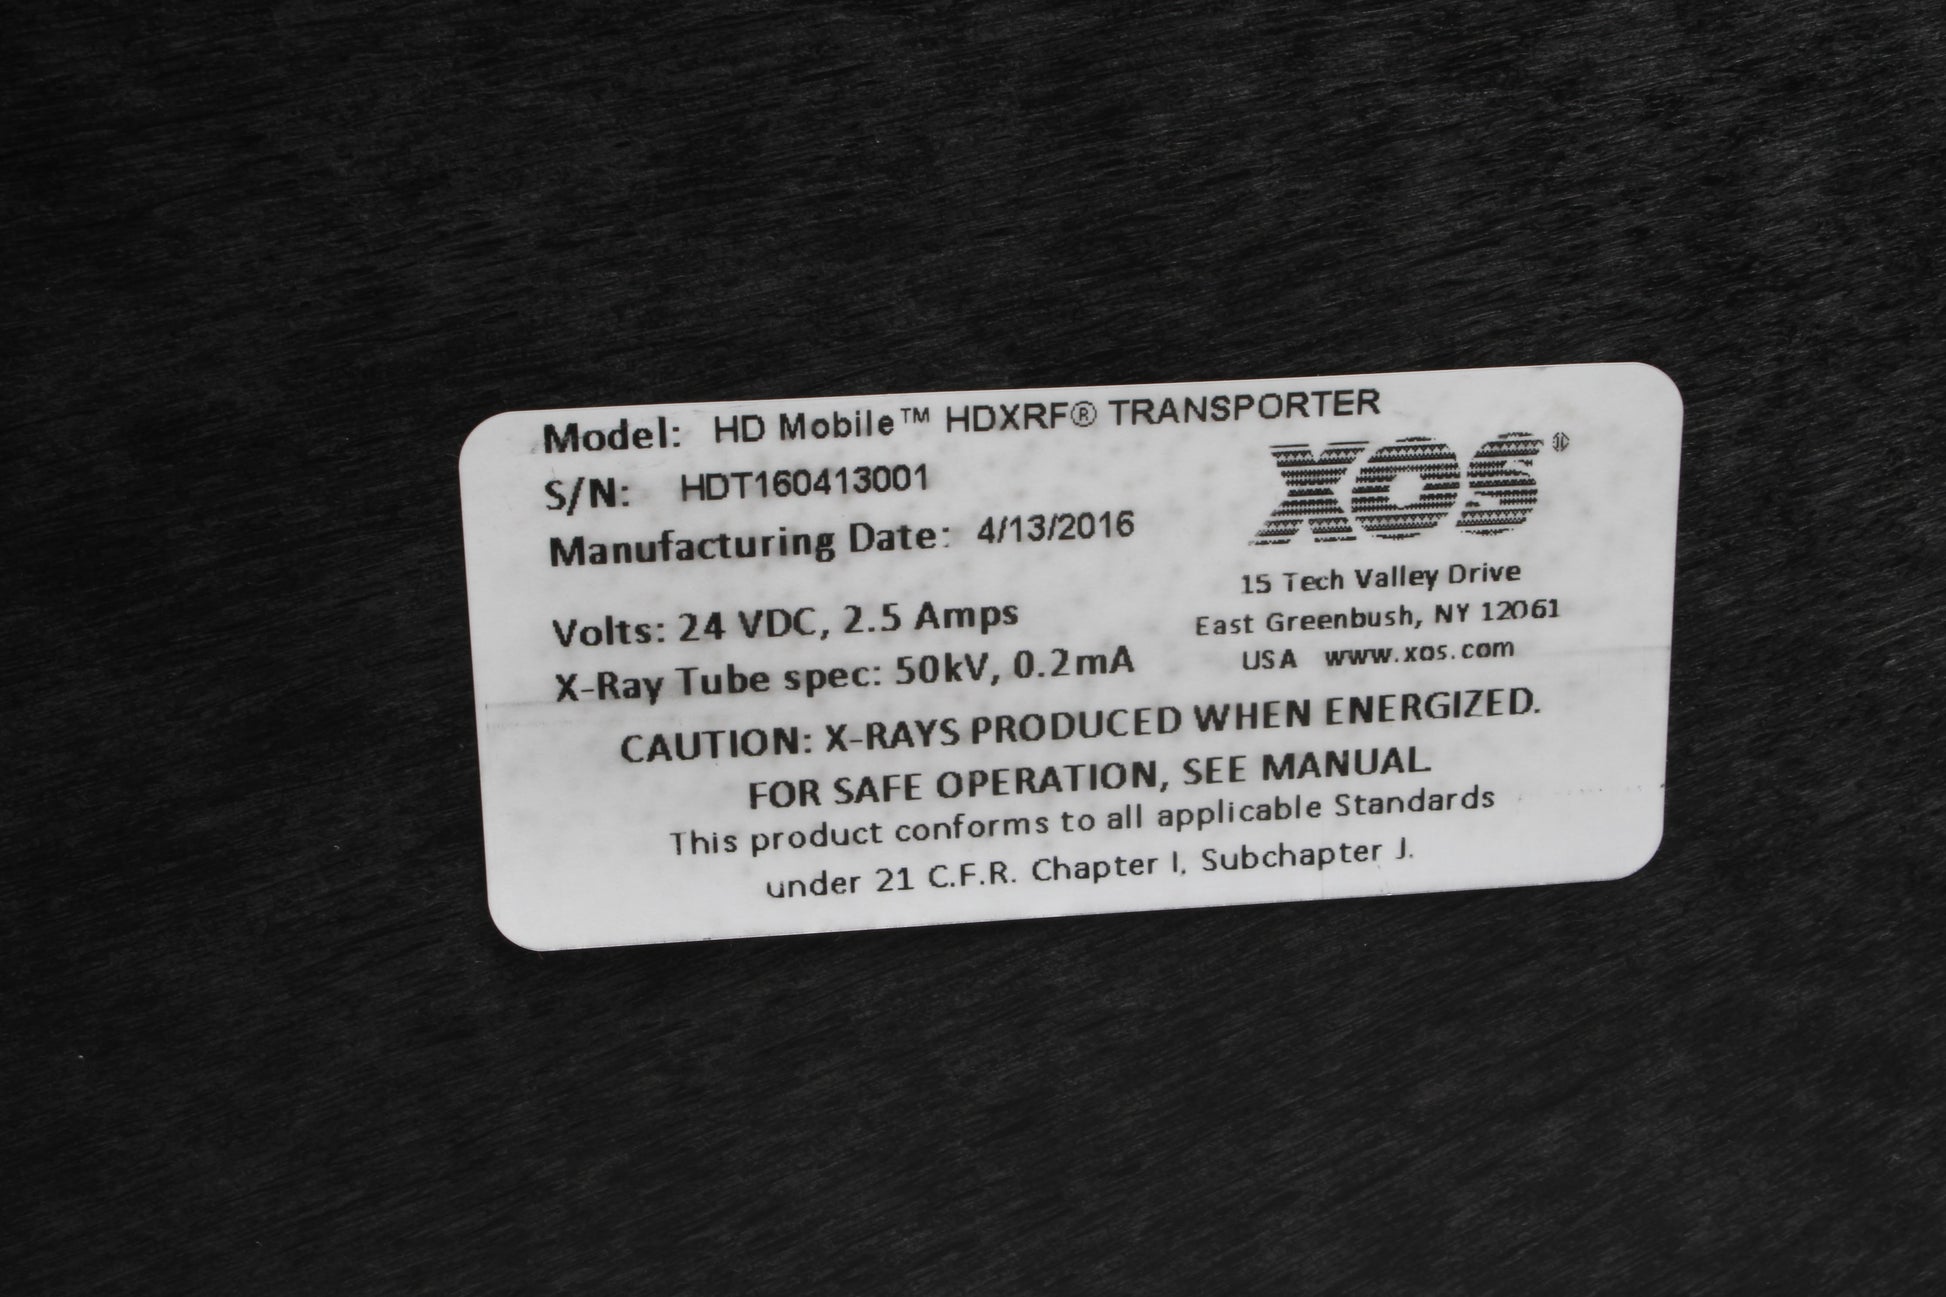 Model: HD Mobile™ HDXRF® TRANSPORTER
S/N: HDT160413001
Manufacturing Date: 4/13/2016
XOS®
15 Tech Valley Drive
East Greenbush, NY 12061
USA www.xos.com
Volts: 24 VDC, 2.5 Amps
X-Ray Tube spec: 50kV, 0.2mA
CAUTION: X-RAYS PRODUCED WHEN ENERGIZED.
FOR SAFE OPERATION, SEE MANUAL
This product conforms to all applicable Standards
under 21 C.F.R. Chapter I, Subchapter J.